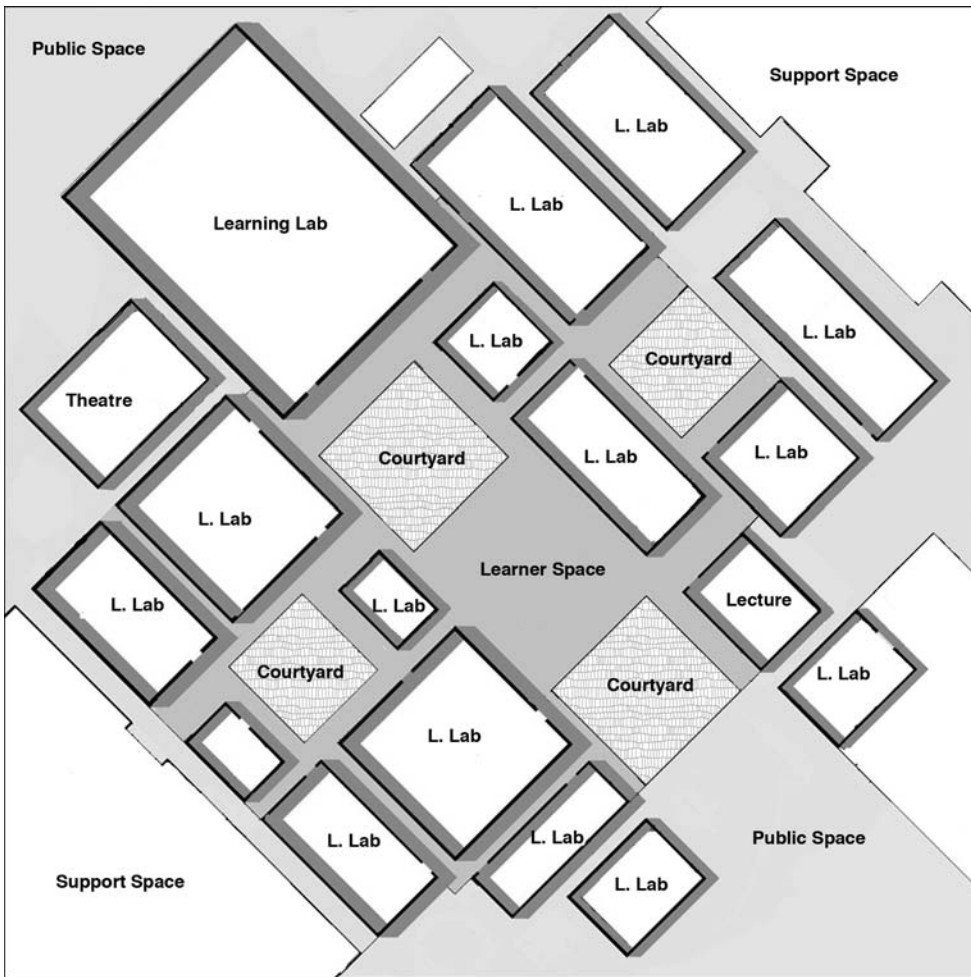 Public Space
Support Space
L. Lab
L. Lab
Learning Lab
L. Lab
L. Lab
Courtyard
Theatre
Courtyard
L. Lab
L. Lab
L. Lab
Learner Space
L. Lab
L. Lab
Lecture
Courtyard
L. Lab
Courtyard
L. Lab
L. Lab
L. Lab
Public Space
Support Space
L. Lab